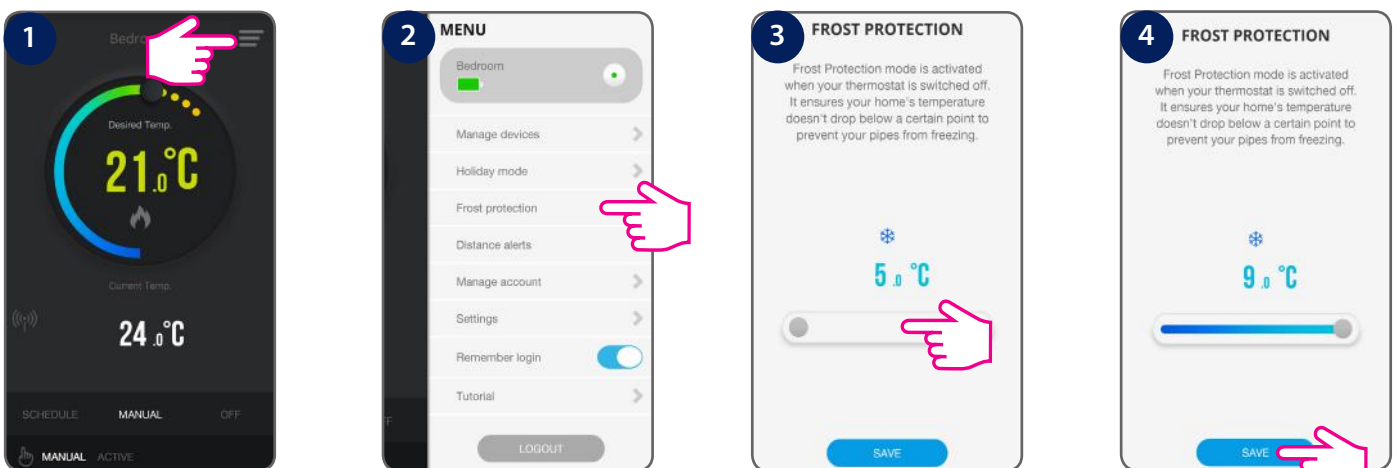 1
Bedro
Desired Temp.
21.0°C
Current Temp.
24.0°C
SCHEDULE MANUAL OFF
MANUAL ACTIVE
2
MENU
Bedroom
Manage devices
Holiday mode
Frost protection
Distance alerts
Manage account
Settings
Remember login
Tutorial
F
LOGOUT
3
FROST PROTECTION
Frost Protection mode is activated
when your thermostat is switched off.
It ensures your home's temperature
doesn't drop below a certain point to
prevent your pipes from freezing.
5.0 °C
SAVE
4
FROST PROTECTION
Frost Protection mode is activated
when your thermostat is switched off.
It ensures your home's temperature
doesn't drop below a certain point to
prevent your pipes from freezing.
9.0 °C
SAVE